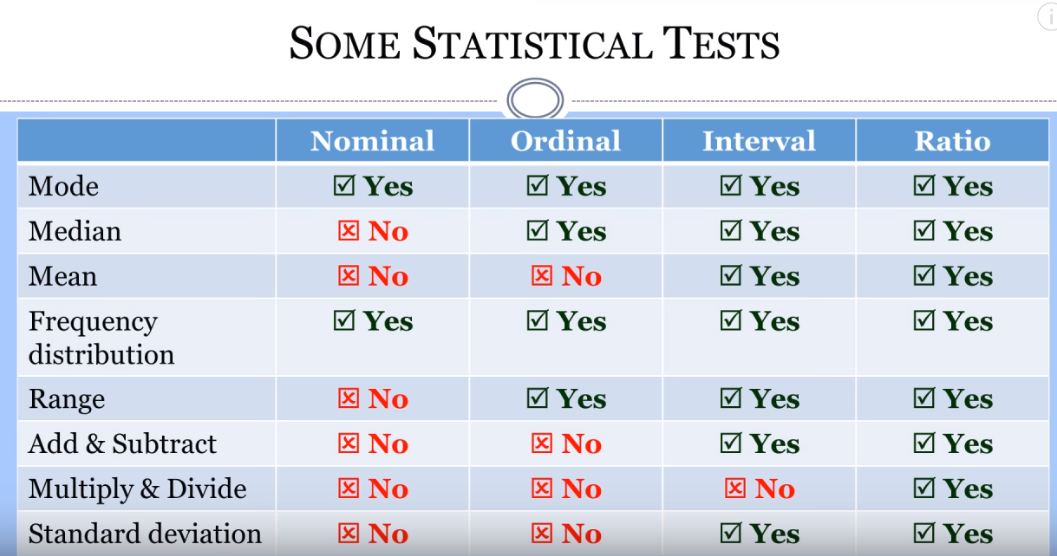 SOME STATISTICAL TESTS
Nominal Ordinal Interval Ratio
Mode ☑ Yes ☑ Yes ☑ Yes ☑ Yes
Median ☒ No ☑ Yes ☑ Yes ☑ Yes
Mean ☒ No ☒ No ☑ Yes ☑ Yes
Frequency ☑ Yes ☑ Yes ☑ Yes ☑ Yes
distribution
Range ☒ No ☑ Yes ☑ Yes ☑ Yes
Add & Subtract ☒ No ☒ No ☑ Yes ☑ Yes
Multiply & Divide ☒ No ☒ No ☒ No ☑ Yes
Standard deviation ☒ No ☒ No ☑ Yes ☑ Yes